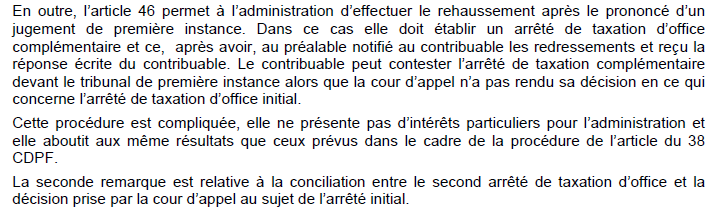 En outre, l'article 46 permet à l'administration d'effectuer le rehaussement après le prononcé d'un
jugement de première instance. Dans ce cas elle doit établir un arrêté de taxation d'office
complémentaire et ce, après avoir, au préalable notifié au contribuable les redressements et reçu la
réponse écrite du contribuable. Le contribuable peut contester l'arrêté de taxation complémentaire
devant le tribunal de première instance alors que la cour d'appel n'a pas rendu sa décision en ce qui
concerne l'arrêté de taxation d'office initial.
Cette procédure est compliquée, elle ne présente pas d'intérêts particuliers pour l'administration et
elle aboutit aux même résultats que ceux prévus dans le cadre de la procédure de l'article du 38
CDPF.
La seconde remarque est relative à la conciliation entre le second arrêté de taxation d'office et la
décision prise par la cour d'appel au sujet de l'arrêté initial.